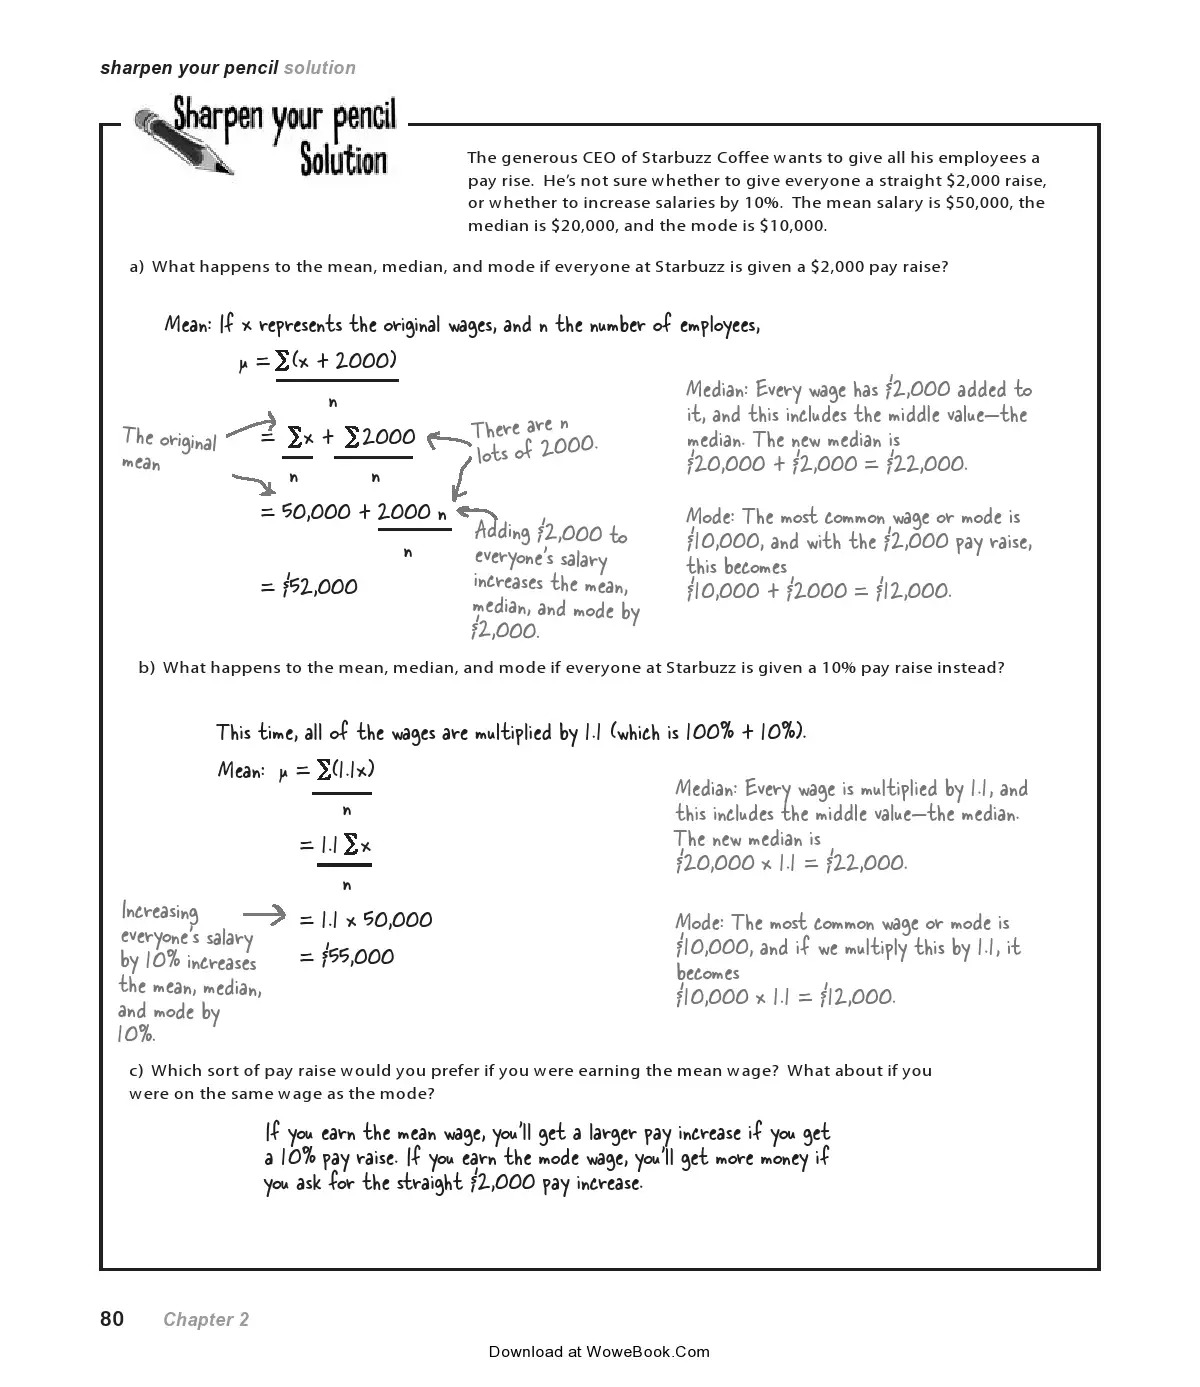 sharpen your pencil solution
Sharpen your pencil
Solution
The generous CEO of Starbuzz Coffee wants to give all his employees a
pay rise. He's not sure whether to give everyone a straight $2,000 raise,
or whether to increase salaries by 10%. The mean salary is $50,000, the
median is $20,000, and the mode is $10,000.
a) What happens to the mean, median, and mode if everyone at Starbuzz is given a $2,000 pay raise?
Mean: If x represents the original wages, and n the number of employees,
μ = Σ(x + 2000)
n
= Σx + Σ2000
n n
= 50,000 + 2000 n
n
= $52,000
The original
mean
There are n
lots of 2000.
Adding $2,000 to
everyone's salary
increases the mean,
median, and mode by
$2,000.
Median: Every wage has $2,000 added to
it, and this includes the middle value—the
median. The new median is
$20,000 + $2,000 = $22,000.
Mode: The most common wage or mode is
$10,000, and with the $2,000 pay raise,
this becomes
$10,000 + $2000 = $12,000.
b) What happens to the mean, median, and mode if everyone at Starbuzz is given a 10% pay raise instead?
This time, all of the wages are multiplied by 1.1 (which is 100% + 10%).
Mean: μ = Σ(1.1x)
n
= 1.1 Σx
n
= 1.1 x 50,000
= $55,000
Increasing
everyone's salary
by 10% increases
the mean, median,
and mode by
10%.
Median: Every wage is multiplied by 1.1, and
this includes the middle value—the median.
The new median is
$20,000 x 1.1 = $22,000.
Mode: The most common wage or mode is
$10,000, and if we multiply this by 1.1, it
becomes
$10,000 x 1.1 = $12,000.
c) Which sort of pay raise would you prefer if you were earning the mean wage? What about if you
were on the same wage as the mode?
If you earn the mean wage, you'll get a larger pay increase if you get
a 10% pay raise. If you earn the mode wage, you'll get more money if
you ask for the straight $2,000 pay increase.
80 Chapter 2
Download at WoweBook.Com